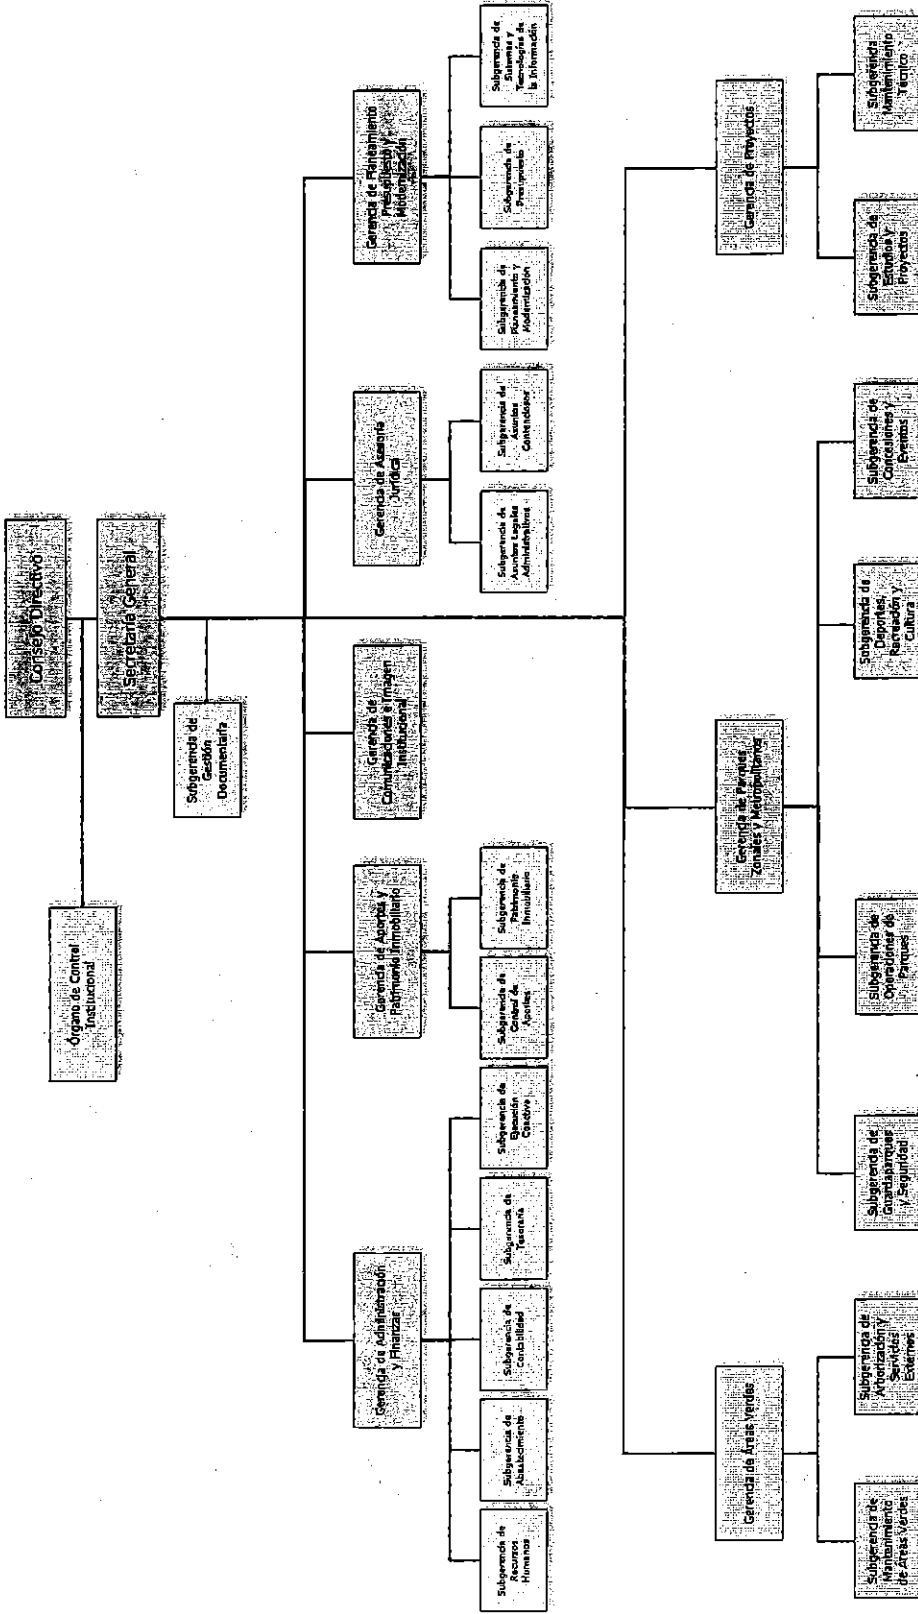 Consejo Directivo
Órgano de Control
Institucional
Secretaría General
Subgerencia de
Gestión
Documentaria
Gerencia de Administración
y Finanzas
Gerencia de Aportes y
Patrimonio Inmobiliario
Gerencia de
Comunicaciones e Imagen
Institucional
Gerencia de Asesoría
Jurídica
Gerencia de Planeamiento
Presupuesto y
Modernización
Subgerencia de
Recursos
Humanos
Subgerencia de
Abastecimiento
Subgerencia de
Contabilidad
Subgerencia de
Tesorería
Subgerencia de
Ejecución
Coactiva
Subgerencia de
Control de
Aportes
Subgerencia de
Patrimonio
Inmobiliario
Subgerencia de
Asuntos Legales
Administrativos
Subgerencia de
Asuntos
Contenciosos
Subgerencia de
Planeamiento y
Modernización
Subgerencia de
Presupuesto
Subgerencia de
Sistemas y
Tecnologías de
la Información
Gerencia de Áreas Verdes
Gerencia de Parques
Zonales y Metropolitanos
Gerencia de Proyectos
Subgerencia de
Mantenimiento
de Áreas Verdes
Subgerencia de
Arborización y
Servicios
Externos
Subgerencia de
Guardaparques
y Seguridad
Subgerencia de
Operaciones de
Parques
Subgerencia de
Deportes,
Recreación y
Cultura
Subgerencia de
Concesiones y
Eventos
Subgerencia de
Estudios y
Proyectos
Subgerencia
Mantenimiento
Técnico